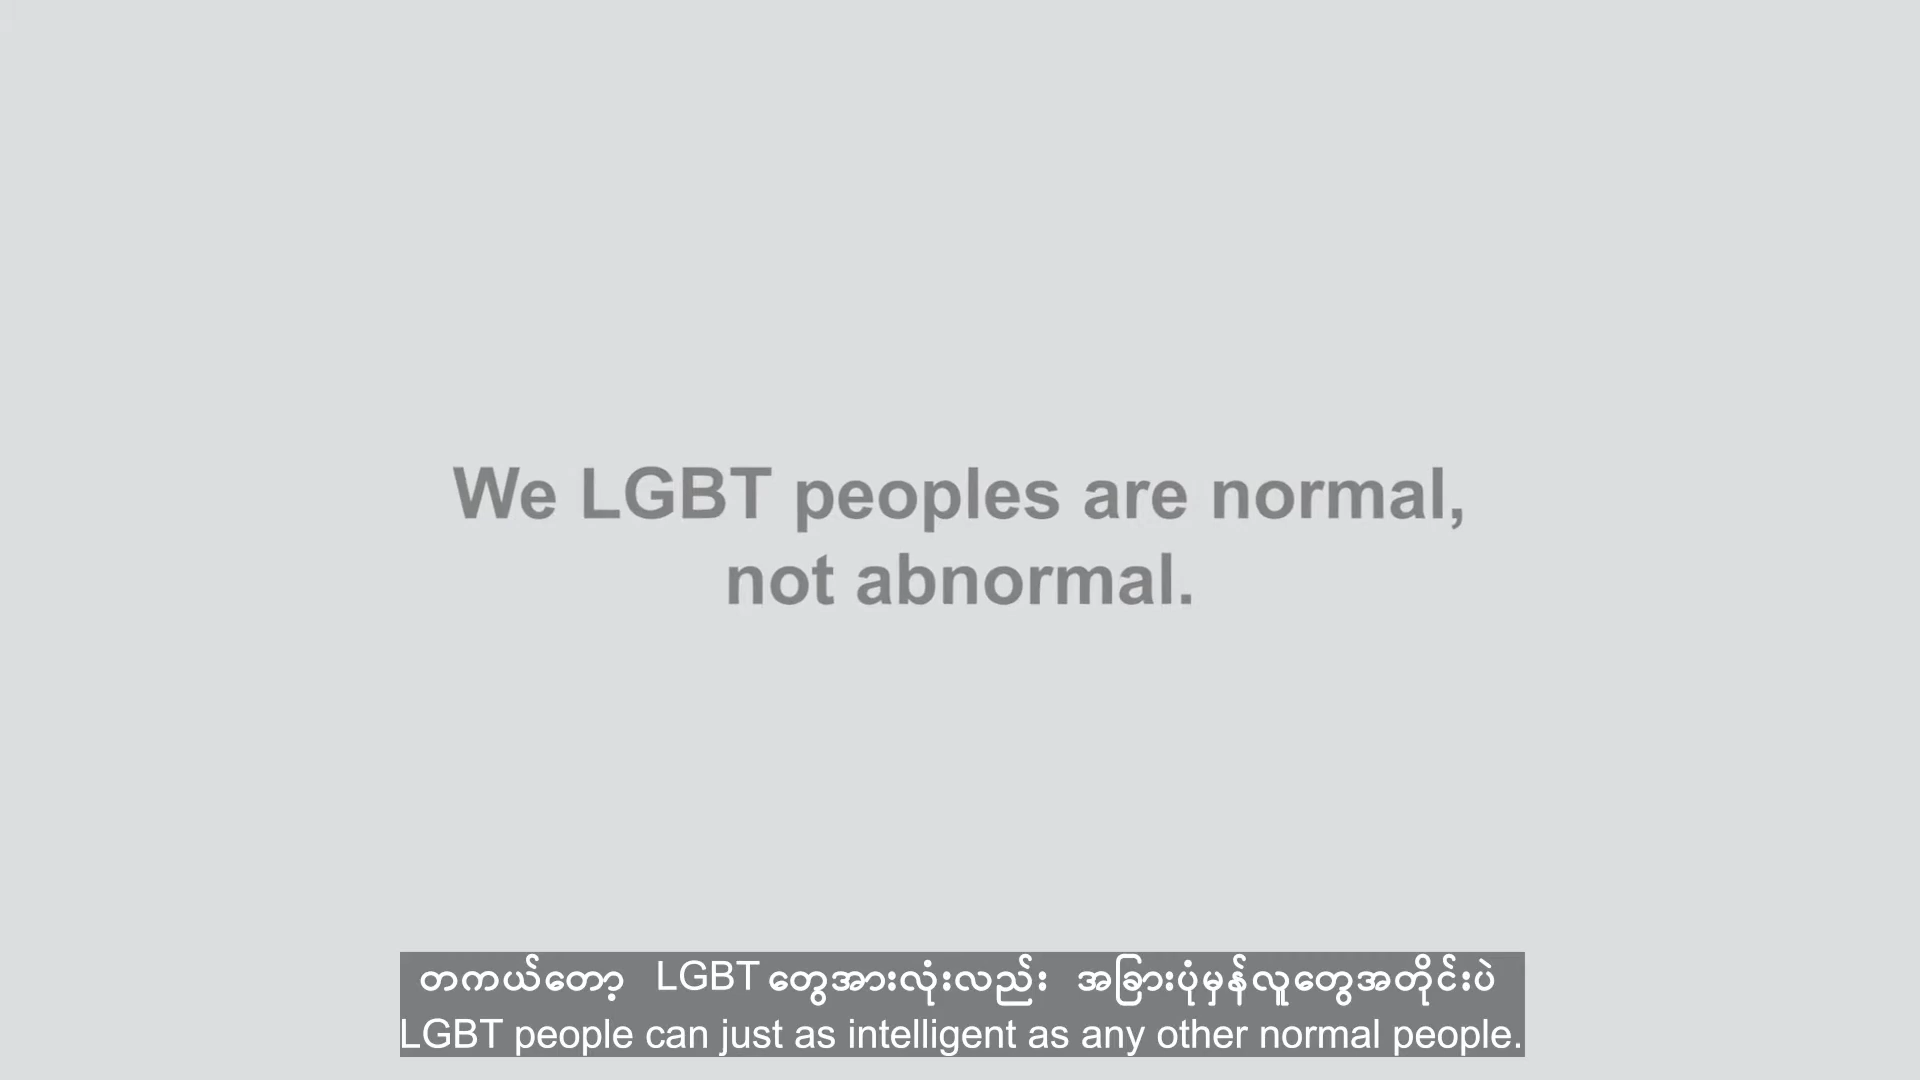 We LGBT peoples are normal,
not abnormal.
တကယ်တော့ LGBT တွေအားလုံးလည်း အခြားပုံမှန်လူတွေအတိုင်းပဲ
LGBT people can just as intelligent as any other normal people.